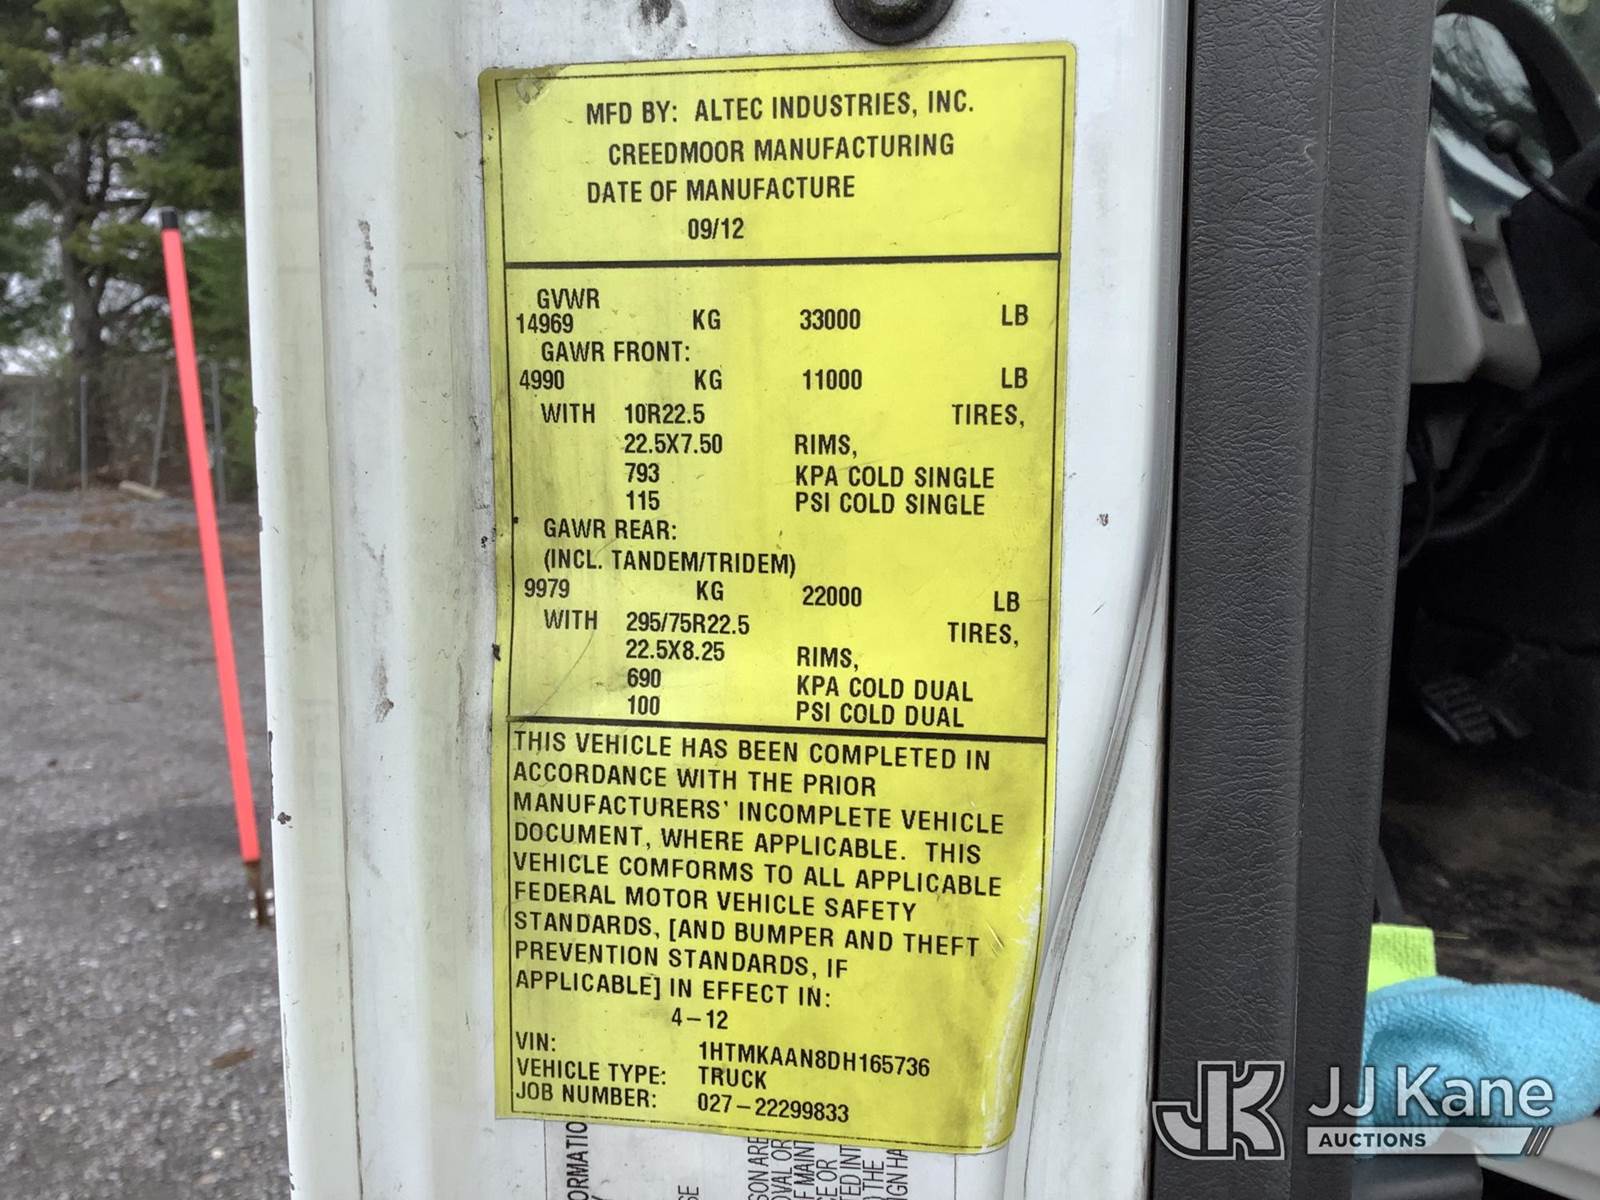 MFD BY: ALTEC INDUSTRIES, INC.
CREEDMOOR MANUFACTURING
DATE OF MANUFACTURE
09/12
GVWR
14969 KG 33000 LB
GAWR FRONT:
4990 KG 11000 LB
WITH 10R22.5 TIRES,
22.5X7.50 RIMS,
793 KPA COLD SINGLE
115 PSI COLD SINGLE
GAWR REAR:
(INCL. TANDEM/TRIDEM)
9979 KG 22000 LB
WITH 295/75R22.5 TIRES,
22.5X8.25 RIMS,
690 KPA COLD DUAL
100 PSI COLD DUAL
THIS VEHICLE HAS BEEN COMPLETED IN
ACCORDANCE WITH THE PRIOR
MANUFACTURERS' INCOMPLETE VEHICLE
DOCUMENT, WHERE APPLICABLE. THIS
VEHICLE COMFORMS TO ALL APPLICABLE
FEDERAL MOTOR VEHICLE SAFETY
STANDARDS, [AND BUMPER AND THEFT
PREVENTION STANDARDS, IF
APPLICABLE] IN EFFECT IN:
4-12
VIN: 1HTMKAAN8DH165736
VEHICLE TYPE: TRUCK
JOB NUMBER: 027-22299833
JK JJ Kane
AUCTIONS